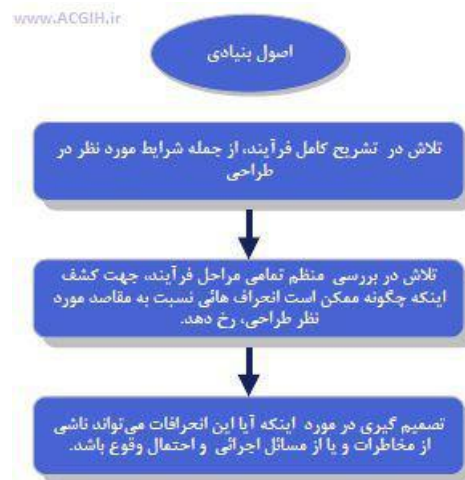 www.ACGIH.ir
اصول بنیادی
تلاش در تشریح کامل فرآیند، از جمله شرایط مورد نظر در
طراحی
تلاش در بررسی منظم تمامی مراحل فرآیند، جهت کشف
اینکه چگونه ممکن است انحراف هائی نسبت به مقاصد مورد
نظر طراحی، رخ دهد.
تصمیم گیری در مورد اینکه آیا این انحرافات می‌تواند ناشی
از مخاطرات و یا از مسائل اجرائی و احتمال وقوع باشد.